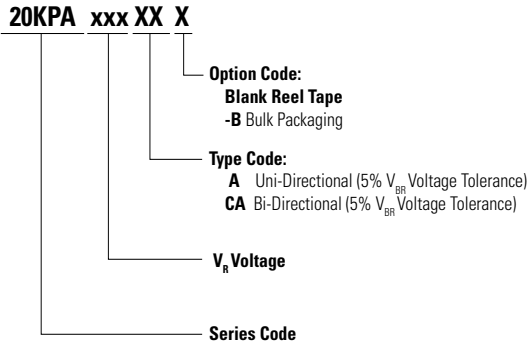 20KPA xxx XX X
Option Code:
Blank Reel Tape
-B Bulk Packaging
Type Code:
A Uni-Directional (5% VBR Voltage Tolerance)
CA Bi-Directional (5% VBR Voltage Tolerance)
VR Voltage
Series Code